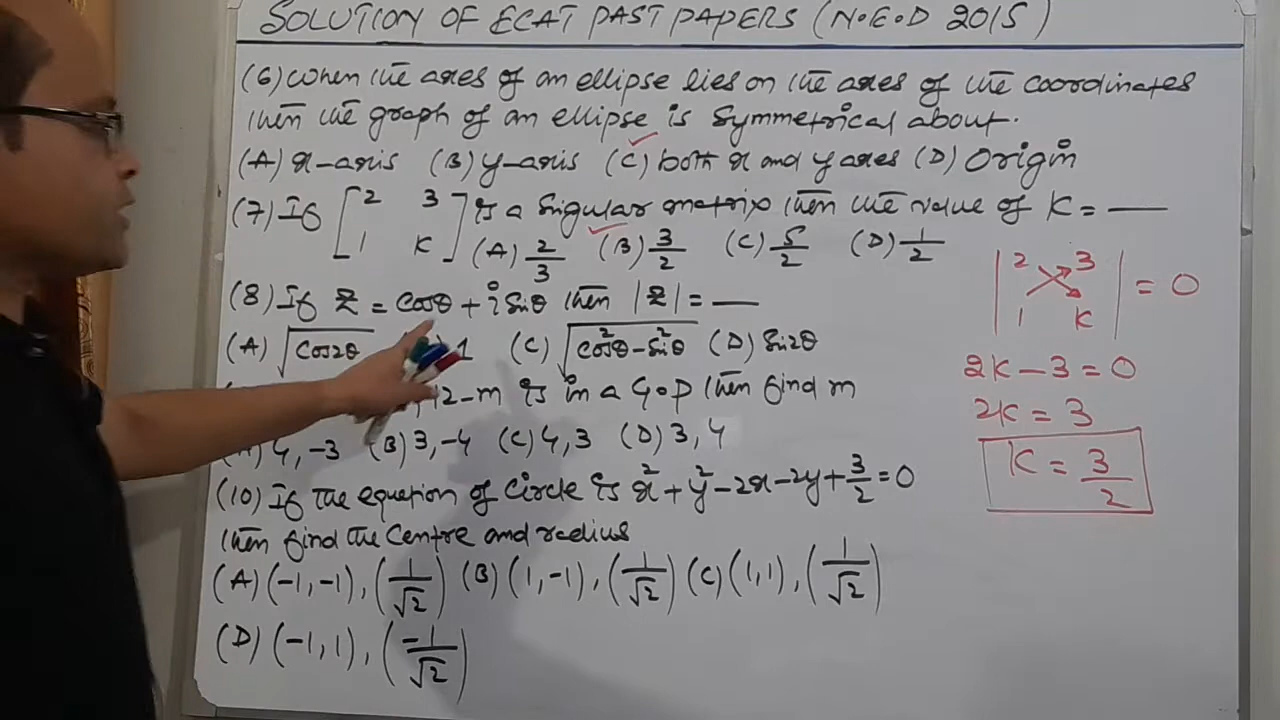 SOLUTION OF ECAT PAST PAPERS (N.E.D 2015)
(6) When the axes of an ellipse lies on the axes of the coordinates
then the graph of an ellipse is Symmetrical about.
(A) x-axis (B) y-axis (C) both x and y axes (D) Origin
(7) If [2 3 1 K] is a Singular matrix then the value of K = __
(A) 2/3 (B) 3/2 (C) 5/2 (D) 1/2
(8) If Z = Cosθ + i Sinθ then |Z| = __
(A) √Cos2θ 1 (C) √Cos²θ-Sin²θ (D) Sin2θ
12-m is in a G.P then find m
(A) 4, -3 (B) 3, -4 (C) 4, 3 (D) 3, 4
(10) If the equation of Circle is x²+y²-2x-2y+3/2=0
then find the Centre and radius
(A) (-1,-1), (1/√2) (B) (1,-1), (1/√2) (C) (1,1), (1/√2)
(D) (-1,1), (-1/√2)
|2 3 1 K| = 0
2K-3=0
2K=3
K=3/2